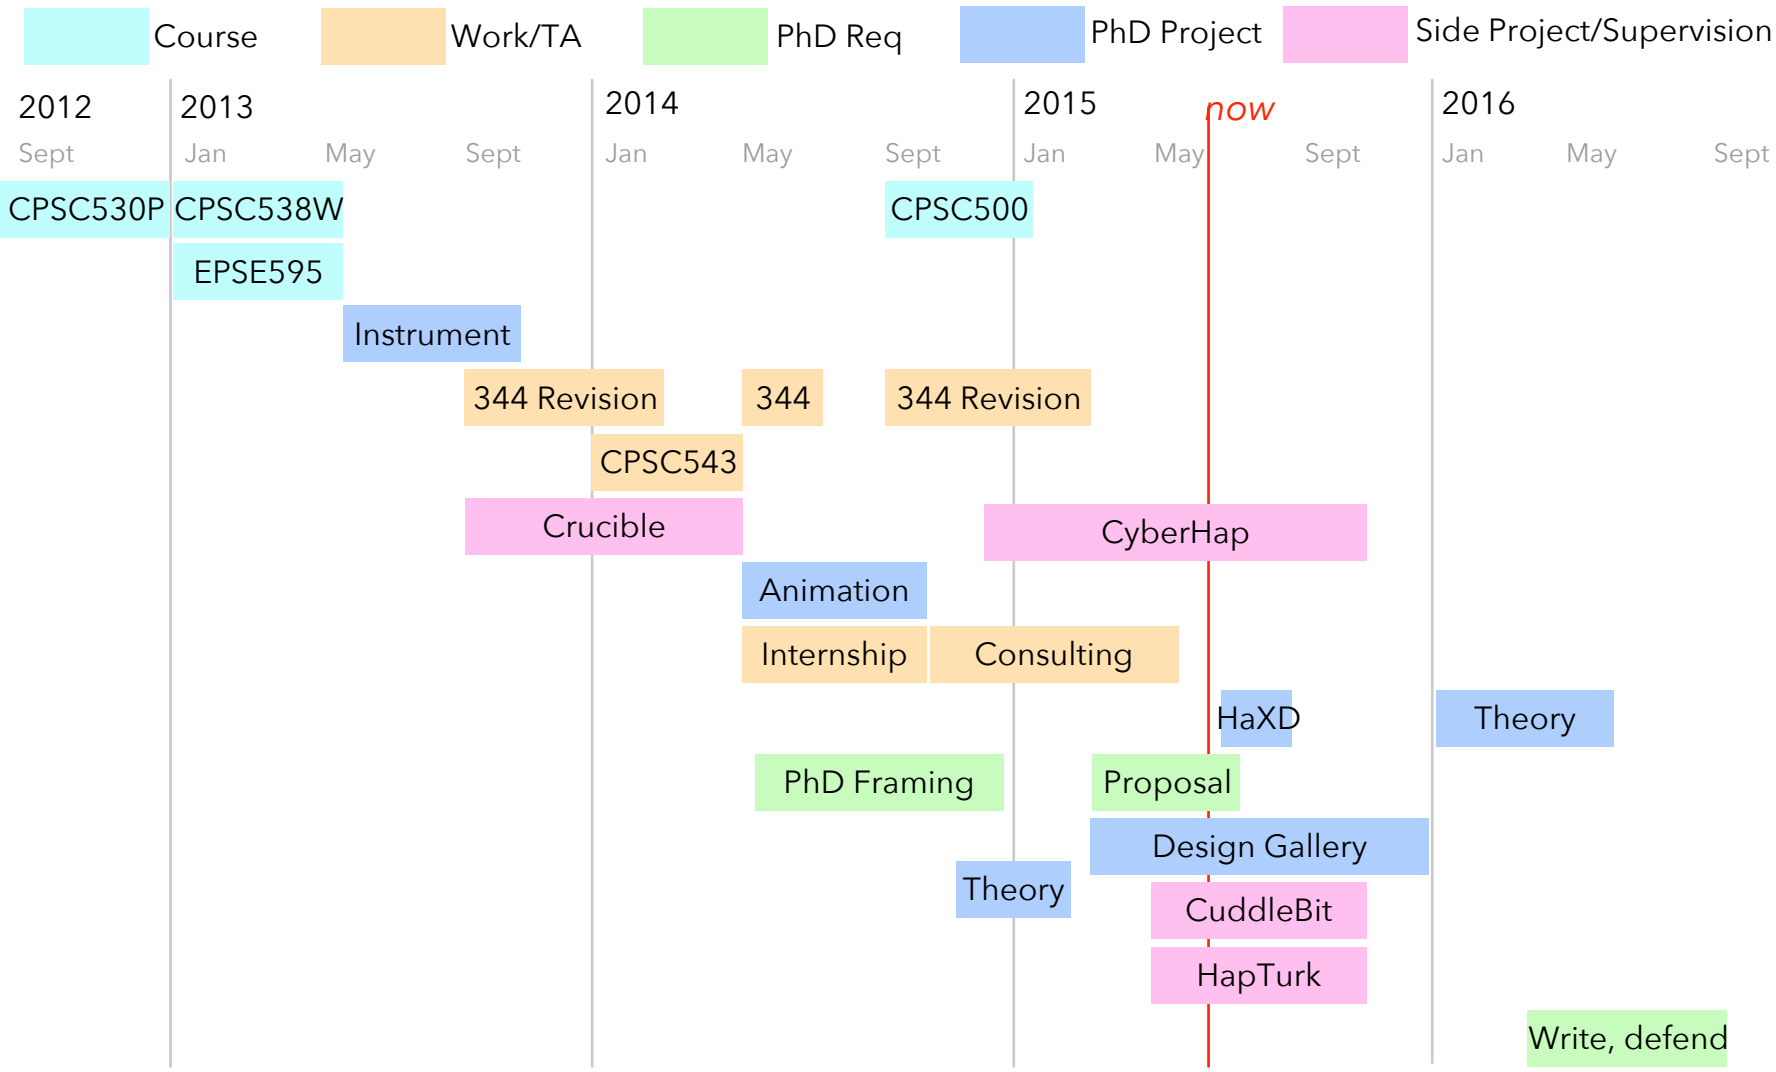 Course Work/TA PhD Req PhD Project Side Project/Supervision
2012 2013 2014 2015 now 2016
Sept Jan May Sept Jan May Sept Jan May Sept Jan May Sept
CPSC530P CPSC538W CPSC500
EPSE595
Instrument
344 Revision 344 344 Revision
CPSC543
Crucible CyberHap
Animation
Internship Consulting
HaXD Theory
PhD Framing Proposal
Design Gallery
Theory
CuddleBit
HapTurk
Write, defend